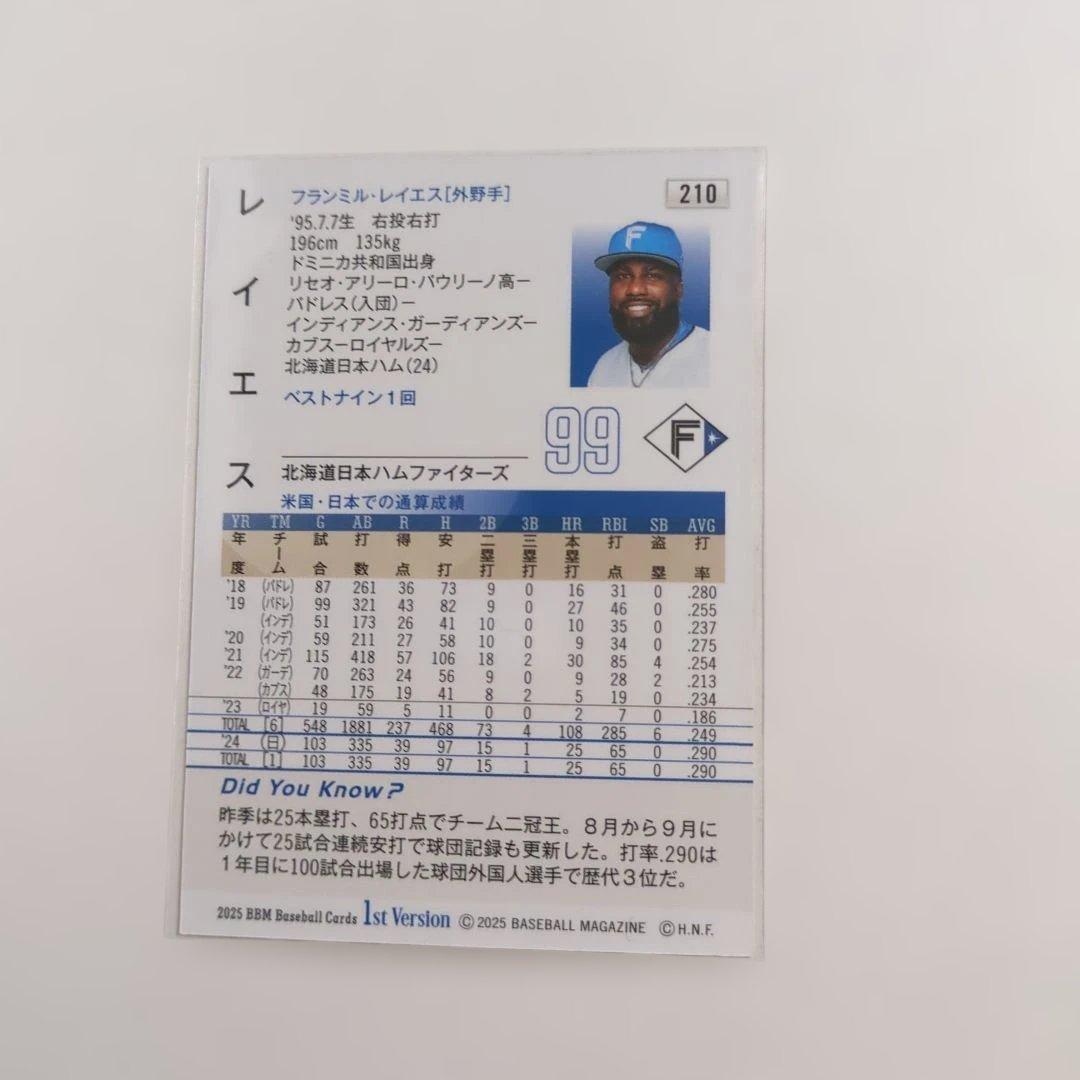 レイエス
フランミル・レイエス[外野手]
210
'95.7.7生 右投右打
196cm 135kg
ドミニカ共和国出身
リセオ・アリーロ・パウリーノ高ー
パドレス(入団)ー
インディアンス・ガーディアンズー
カブスーロイヤルズー
北海道日本ハム(24)
ベストナイン1回
99
F
北海道日本ハムファイターズ
米国・日本での通算成績
YR TM G AB R H 2B 3B HR RBI SB AVG
年度 チーム 試合 打数 得点 安打 二塁打 三塁打 本塁打 打点 盗塁 打率
'18 (パドレ) 87 261 36 73 9 0 16 31 0 .280
'19 (パドレ) 99 321 43 82 9 0 27 46 0 .255
(インデ) 51 173 26 41 10 0 10 35 0 .237
'20 (インデ) 59 211 27 58 10 0 9 34 0 .275
'21 (インデ) 115 418 57 106 18 2 30 85 4 .254
'22 (ガーデ) 70 263 24 56 9 0 9 28 2 .213
(カブス) 48 175 19 41 8 2 5 19 0 .234
'23 (ロイヤ) 19 59 5 11 0 0 2 7 0 .186
TOTAL [6] 548 1881 237 468 73 4 108 285 6 .249
'24 (日) 103 335 39 97 15 1 25 65 0 .290
TOTAL [1] 103 335 39 97 15 1 25 65 0 .290
Did You Know?
昨季は25本塁打、65打点でチーム二冠王。8月から9月に
かけて25試合連続安打で球団記録も更新した。打率.290は
1年目に100試合出場した球団外国人選手で歴代3位だ。
2025 BBM Baseball Cards 1st Version ©2025 BASEBALL MAGAZINE ©H.N.F.